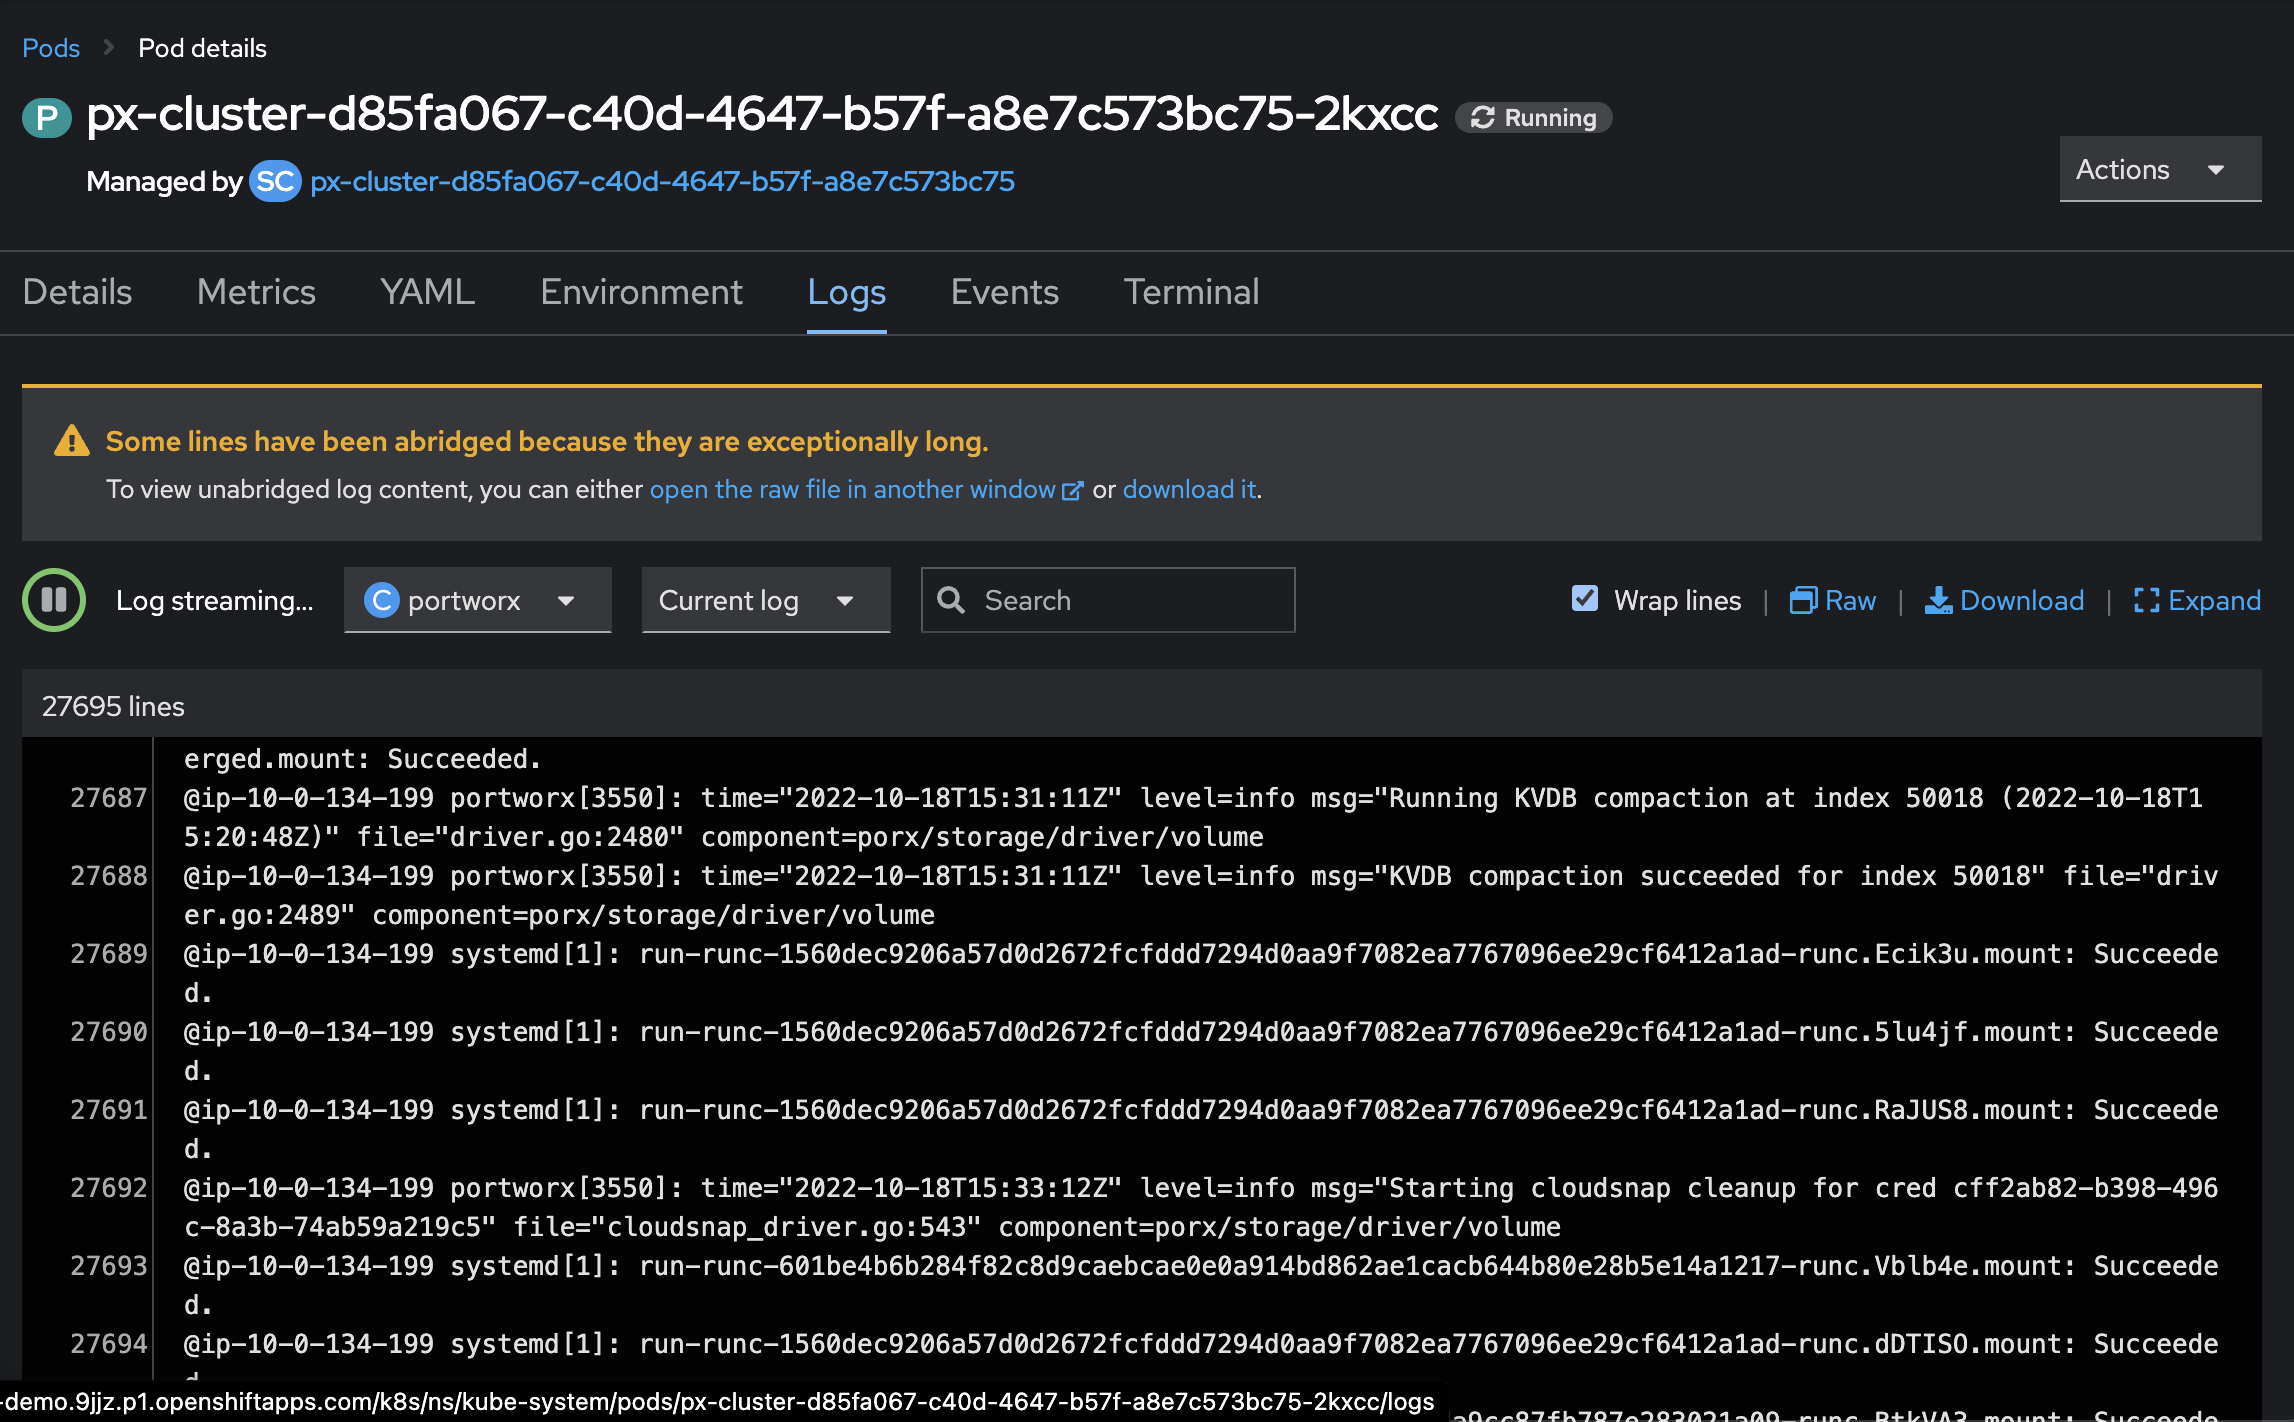 Pods > Pod details
P px-cluster-d85fa067-c40d-4647-b57f-a8e7c573bc75-2kxcc Running
Managed by SC px-cluster-d85fa067-c40d-4647-b57f-a8e7c573bc75
Actions
Details Metrics YAML Environment Logs Events Terminal
Some lines have been abridged because they are exceptionally long.
To view unabridged log content, you can either open the raw file in another window or download it.
Log streaming... C portworx Current log Search Wrap lines | Raw | Download | Expand
27695 lines
erged.mount: Succeeded.
27687 @ip-10-0-134-199 portworx[3550]: time="2022-10-18T15:31:11Z" level=info msg="Running KVDB compaction at index 50018 (2022-10-18T1
5:20:48Z)" file="driver.go:2480" component=porx/storage/driver/volume
27688 @ip-10-0-134-199 portworx[3550]: time="2022-10-18T15:31:11Z" level=info msg="KVDB compaction succeeded for index 50018" file="driv
er.go:2489" component=porx/storage/driver/volume
27689 @ip-10-0-134-199 systemd[1]: run-runc-1560dec9206a57d0d2672fcfddd7294d0aa9f7082ea7767096ee29cf6412a1ad-runc.Ecik3u.mount: Succeede
d.
27690 @ip-10-0-134-199 systemd[1]: run-runc-1560dec9206a57d0d2672fcfddd7294d0aa9f7082ea7767096ee29cf6412a1ad-runc.5lu4jf.mount: Succeede
d.
27691 @ip-10-0-134-199 systemd[1]: run-runc-1560dec9206a57d0d2672fcfddd7294d0aa9f7082ea7767096ee29cf6412a1ad-runc.RaJUS8.mount: Succeede
d.
27692 @ip-10-0-134-199 portworx[3550]: time="2022-10-18T15:33:12Z" level=info msg="Starting cloudsnap cleanup for cred cff2ab82-b398-496
c-8a3b-74ab59a219c5" file="cloudsnap_driver.go:543" component=porx/storage/driver/volume
27693 @ip-10-0-134-199 systemd[1]: run-runc-601be4b6b284f82c8d9caebcae0e0a914bd862ae1cacb644b80e28b5e14a1217-runc.Vblb4e.mount: Succeede
d.
27694 @ip-10-0-134-199 systemd[1]: run-runc-1560dec9206a57d0d2672fcfddd7294d0aa9f7082ea7767096ee29cf6412a1ad-runc.dDTISO.mount: Succeede
-demo.9jjz.p1.openshiftapps.com/k8s/ns/kube-system/pods/px-cluster-d85fa067-c40d-4647-b57f-a8e7c573bc75-2kxcc/logs